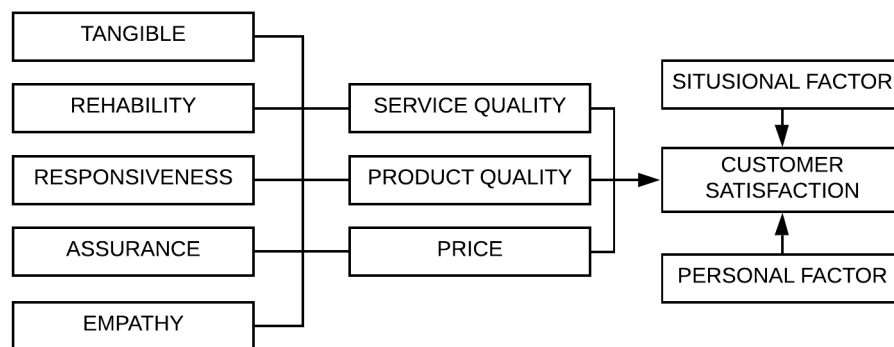 TANGIBLE
REHABILITY
RESPONSIVENESS
ASSURANCE
EMPATHY
SERVICE QUALITY
PRODUCT QUALITY
PRICE
SITUSIONAL FACTOR
CUSTOMER
SATISFACTION
PERSONAL FACTOR